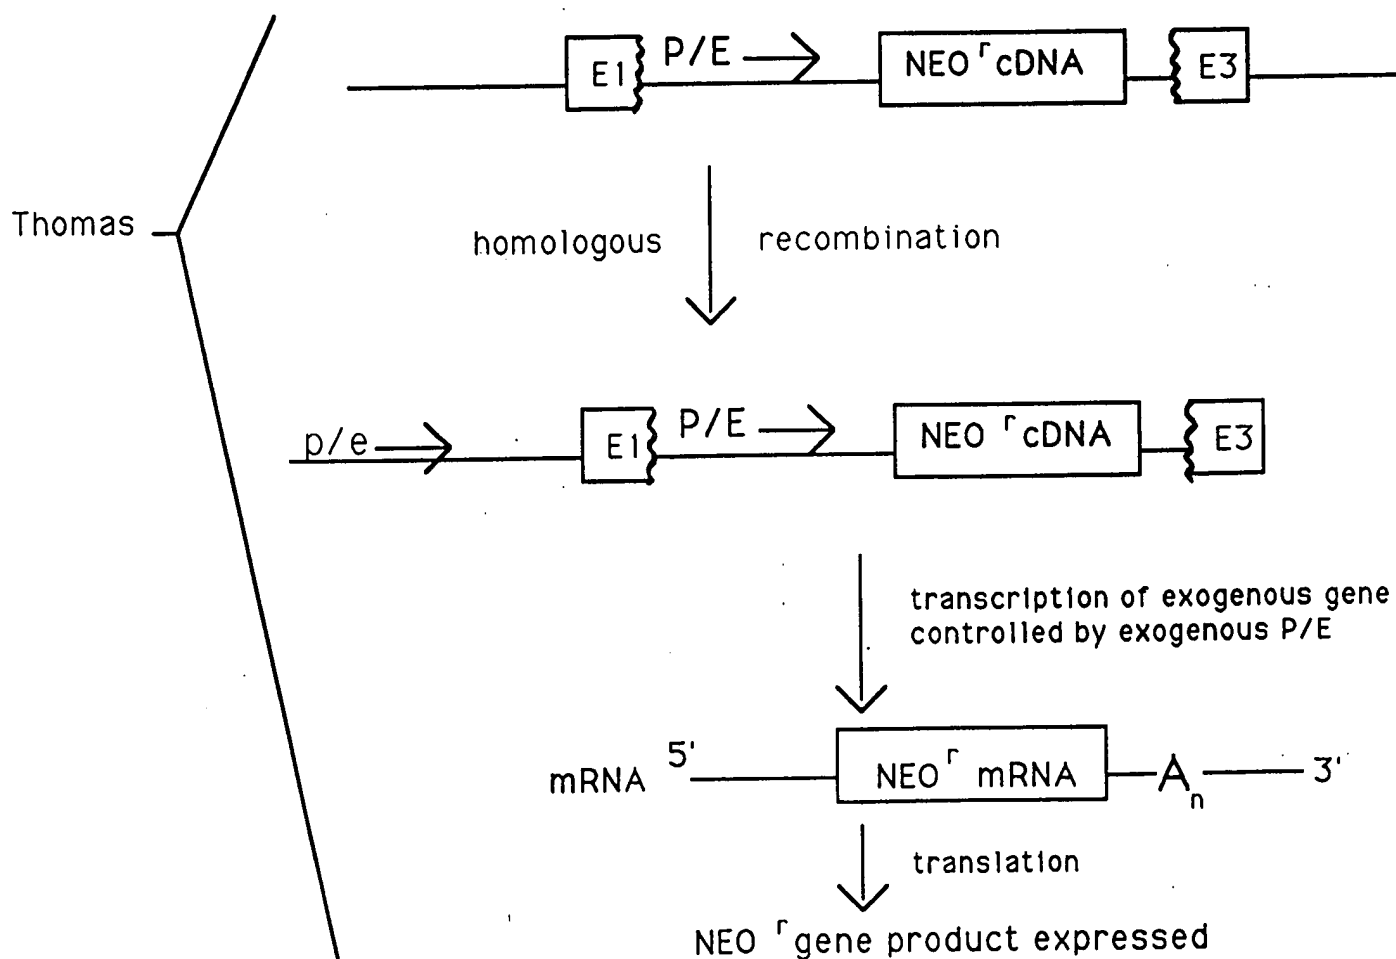 E1 P/E NEO r cDNA E3
Thomas
homologous recombination
p/e E1 P/E NEO r cDNA E3
transcription of exogenous gene
controlled by exogenous P/E
mRNA 5' NEO r mRNA An 3'
translation
NEO r gene product expressed